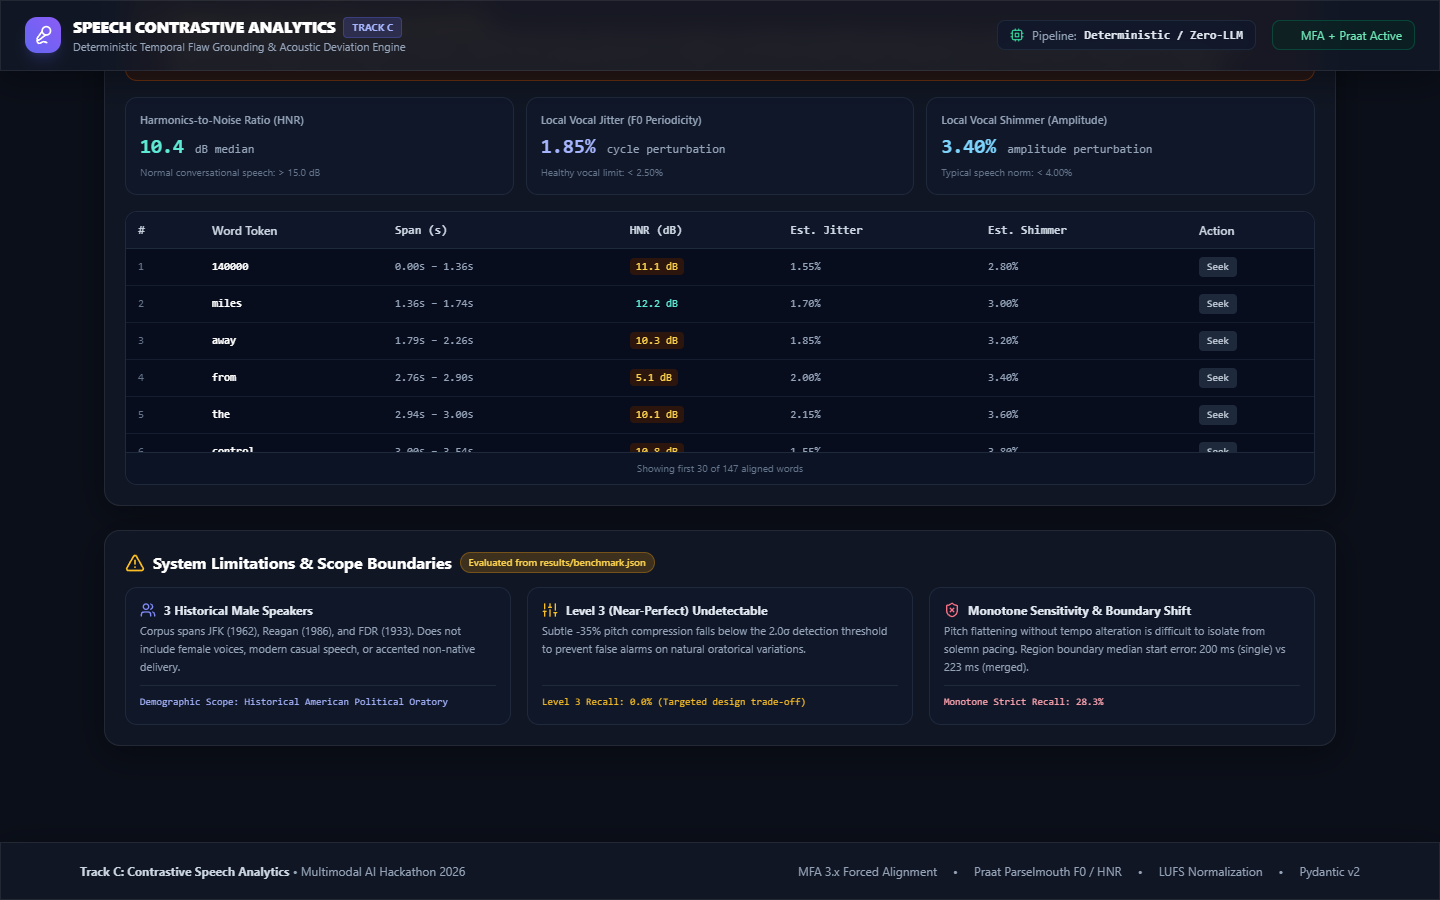 SPEECH CONTRASTIVE ANALYTICS TRACK C
Deterministic Temporal Flaw Grounding & Acoustic Deviation Engine
Pipeline: Deterministic / Zero-LLM
MFA + Praat Active
Harmonics-to-Noise Ratio (HNR)
10.4 dB median
Normal conversational speech: > 15.0 dB
Local Vocal Jitter (F0 Periodicity)
1.85% cycle perturbation
Healthy vocal limit: < 2.50%
Local Vocal Shimmer (Amplitude)
3.40% amplitude perturbation
Typical speech norm: < 4.00%
# Word Token Span (s) HNR (dB) Est. Jitter Est. Shimmer Action
1 140000 0.00s – 1.36s 11.1 dB 1.55% 2.80% Seek
2 miles 1.36s – 1.74s 12.2 dB 1.70% 3.00% Seek
3 away 1.79s – 2.26s 10.3 dB 1.85% 3.20% Seek
4 from 2.76s – 2.90s 5.1 dB 2.00% 3.40% Seek
5 the 2.94s – 3.00s 10.1 dB 2.15% 3.60% Seek
6 control 3.00s – 3.54s 10.8 dB 1.55% 3.80% Seek
Showing first 30 of 147 aligned words
System Limitations & Scope Boundaries Evaluated from results/benchmark.json
3 Historical Male Speakers
Corpus spans JFK (1962), Reagan (1986), and FDR (1933). Does not
include female voices, modern casual speech, or accented non-native
delivery.
Demographic Scope: Historical American Political Oratory
Level 3 (Near-Perfect) Undetectable
Subtle -35% pitch compression falls below the 2.0σ detection threshold
to prevent false alarms on natural oratorical variations.
Level 3 Recall: 0.0% (Targeted design trade-off)
Monotone Sensitivity & Boundary Shift
Pitch flattening without tempo alteration is difficult to isolate from
solemn pacing. Region boundary median start error: 200 ms (single) vs
223 ms (merged).
Monotone Strict Recall: 28.3%
Track C: Contrastive Speech Analytics • Multimodal AI Hackathon 2026
MFA 3.x Forced Alignment • Praat Parselmouth F0 / HNR • LUFS Normalization • Pydantic v2